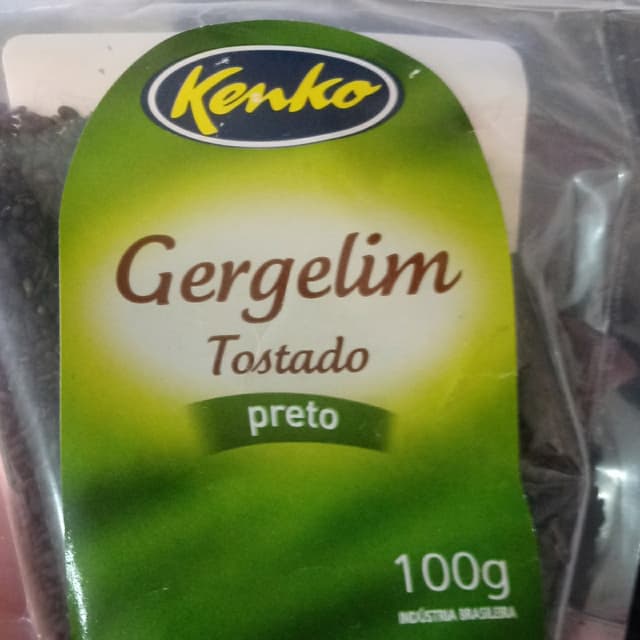 Kenko
Gergelim
Tostado
preto
100g
INDÚSTRIA BRASILEIRA